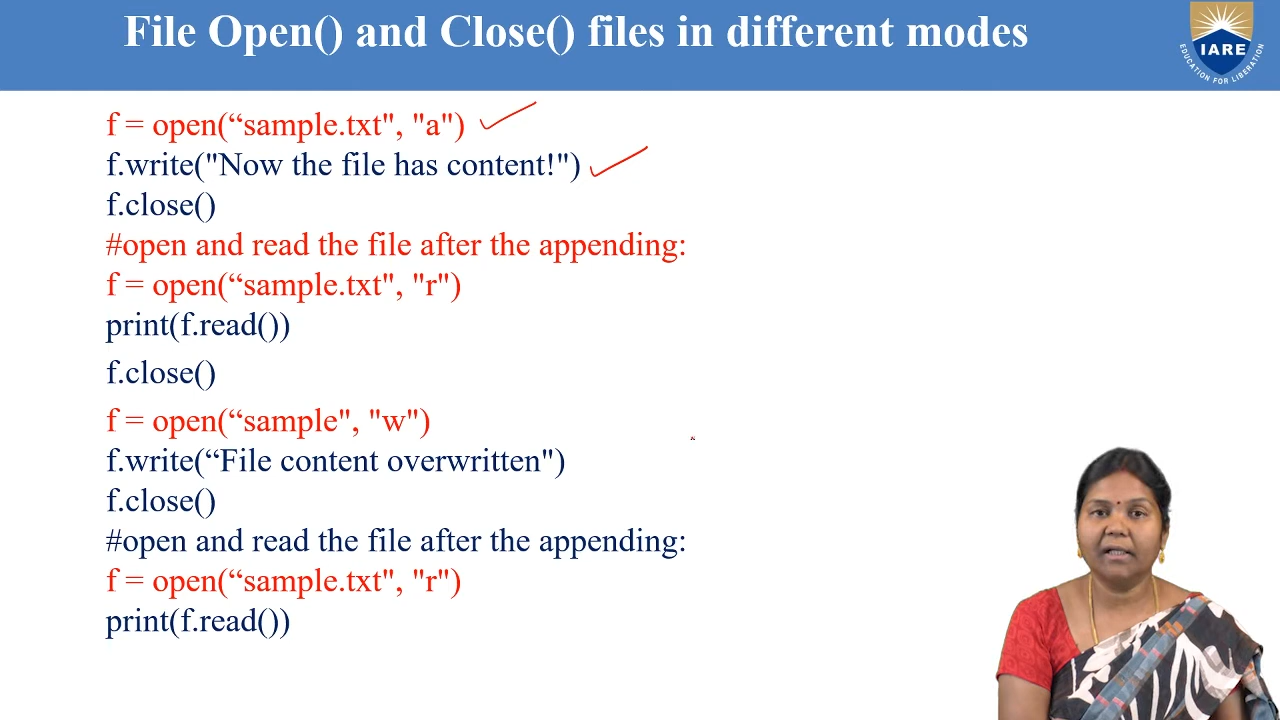 File Open() and Close() files in different modes
IARE
EDUCATION FOR LIBERATION
f = open(“sample.txt", "a")
f.write("Now the file has content!")
f.close()
#open and read the file after the appending:
f = open(“sample.txt", "r")
print(f.read())
f.close()
f = open(“sample", "w")
f.write(“File content overwritten")
f.close()
#open and read the file after the appending:
f = open(“sample.txt", "r")
print(f.read())